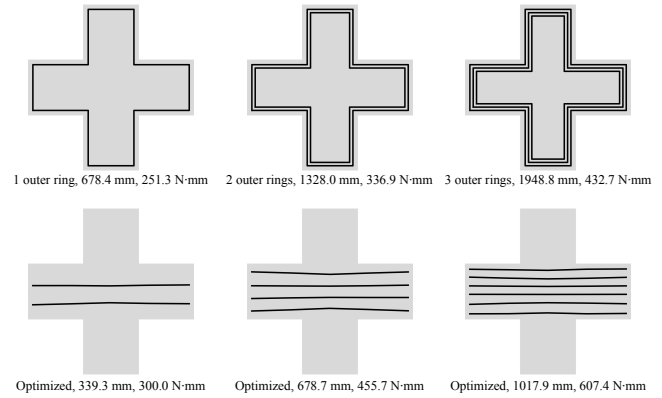 1 outer ring, 678.4 mm, 251.3 N·mm
2 outer rings, 1328.0 mm, 336.9 N·mm
3 outer rings, 1948.8 mm, 432.7 N·mm
Optimized, 339.3 mm, 300.0 N·mm
Optimized, 678.7 mm, 455.7 N·mm
Optimized, 1017.9 mm, 607.4 N·mm